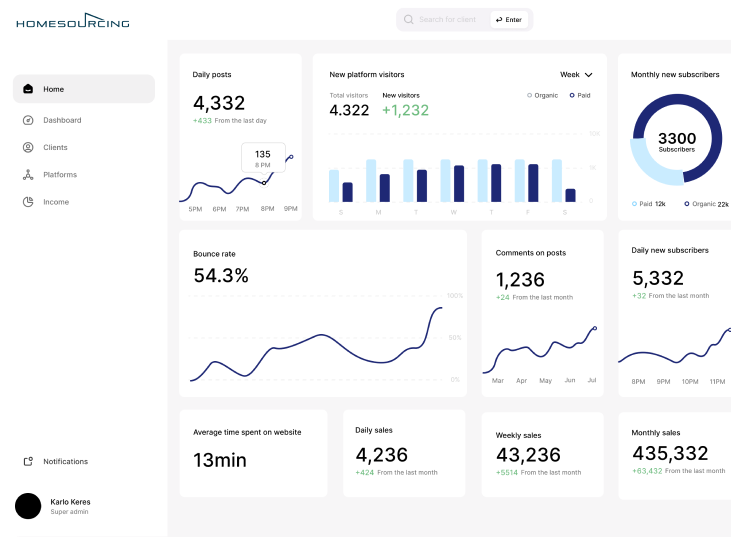 HOMESOURCING
Search for client
Enter
Home
Dashboard
Clients
Platforms
Income
Notifications
Karlo Keres
Super admin
Daily posts
4,332
+433 From the last day
135
8 PM
5PM 6PM 7PM 8PM 9PM
New platform visitors
Week
Total visitors New visitors
4.322 +1,232
Organic Paid
0
S M T W T F S
Monthly new subscribers
3300
Subscribers
Paid 12k Organic 22k
Bounce rate
54.3%
100%
50%
0%
Comments on posts
1,236
+24 From the last month
Mar Apr May Jun Jul
Daily new subscribers
5,332
+32 From the last month
8PM 9PM 10PM 11PM
Average time spent on website
13min
Daily sales
4,236
+424 From the last month
Weekly sales
43,236
+5514 From the last month
Monthly sales
435,332
+63,432 From the last month